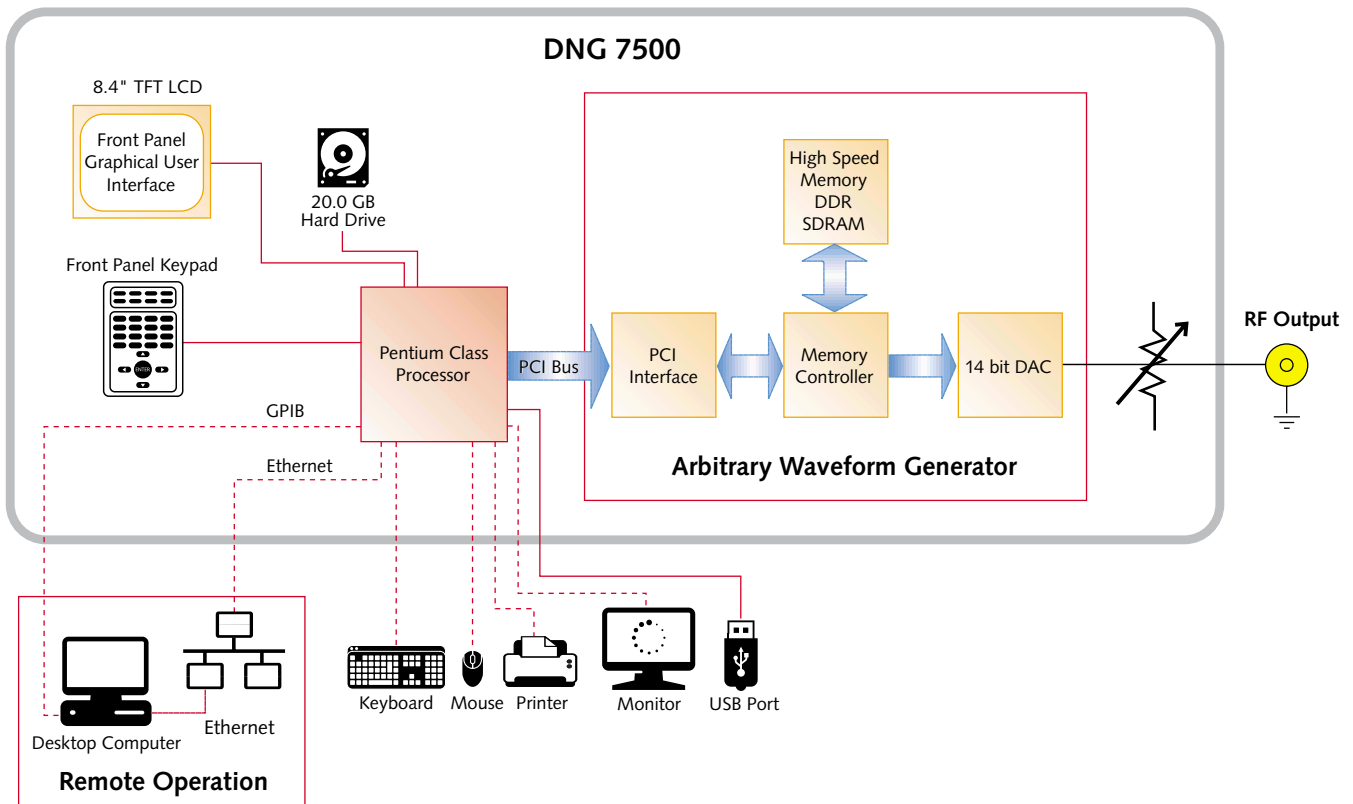 DNG 7500
8.4" TFT LCD
Front Panel
Graphical User
Interface
20.0 GB
Hard Drive
Front Panel Keypad
ENTER
GPIB
Ethernet
Pentium Class
Processor
PCI Bus
PCI
Interface
High Speed
Memory
DDR
SDRAM
Memory
Controller
14 bit DAC
Arbitrary Waveform Generator
RF Output
Desktop Computer
Ethernet
Remote Operation
Keyboard
Mouse
Printer
Monitor
USB Port